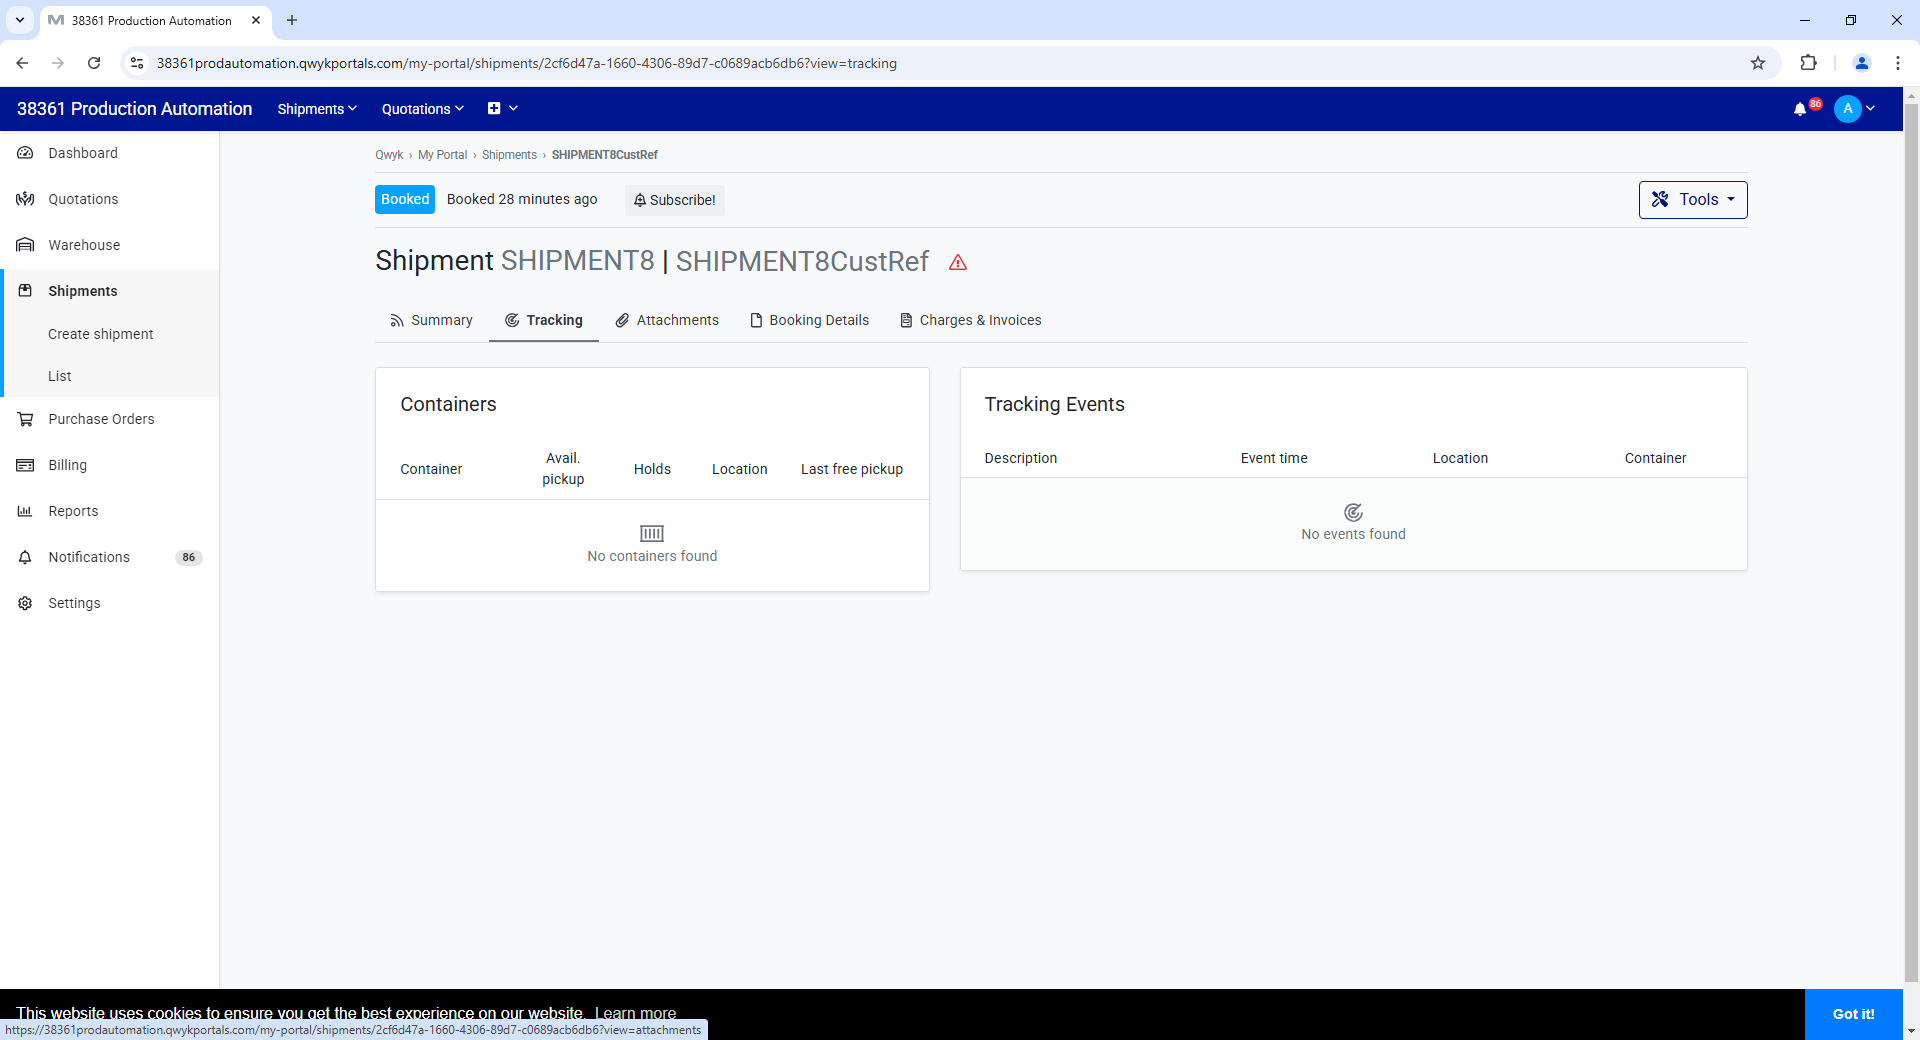 38361 Production Automation
38361prodautomation.qwykportals.com/my-portal/shipments/2cf6d47a-1660-4306-89d7-c0689acb6db6?view=tracking
38361 Production Automation
Shipments
Quotations
86
A
Dashboard
Quotations
Warehouse
Shipments
Create shipment
List
Purchase Orders
Billing
Reports
Notifications 86
Settings
Qwyk › My Portal › Shipments › SHIPMENT8CustRef
Booked Booked 28 minutes ago Subscribe!
Tools
Shipment SHIPMENT8 | SHIPMENT8CustRef
Summary Tracking Attachments Booking Details Charges & Invoices
Containers
Container Avail. pickup Holds Location Last free pickup
No containers found
Tracking Events
Description Event time Location Container
No events found
This website uses cookies to ensure you get the best experience on our website. Learn more
Got it!
https://38361prodautomation.qwykportals.com/my-portal/shipments/2cf6d47a-1660-4306-89d7-c0689acb6db6?view=attachments